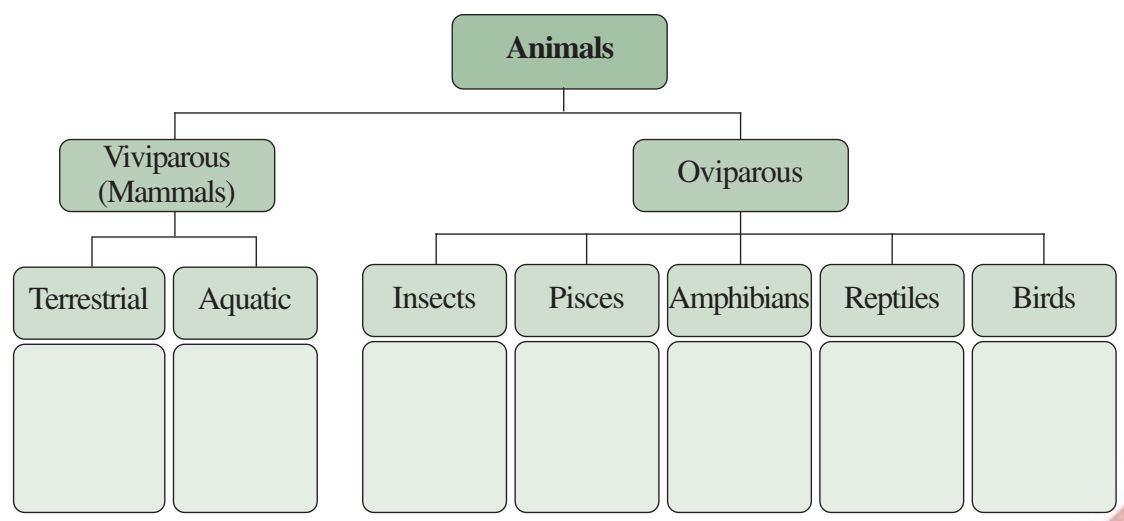 Animals
Viviparous
(Mammals)
Oviparous
Terrestrial
Aquatic
Insects
Pisces
Amphibians
Reptiles
Birds